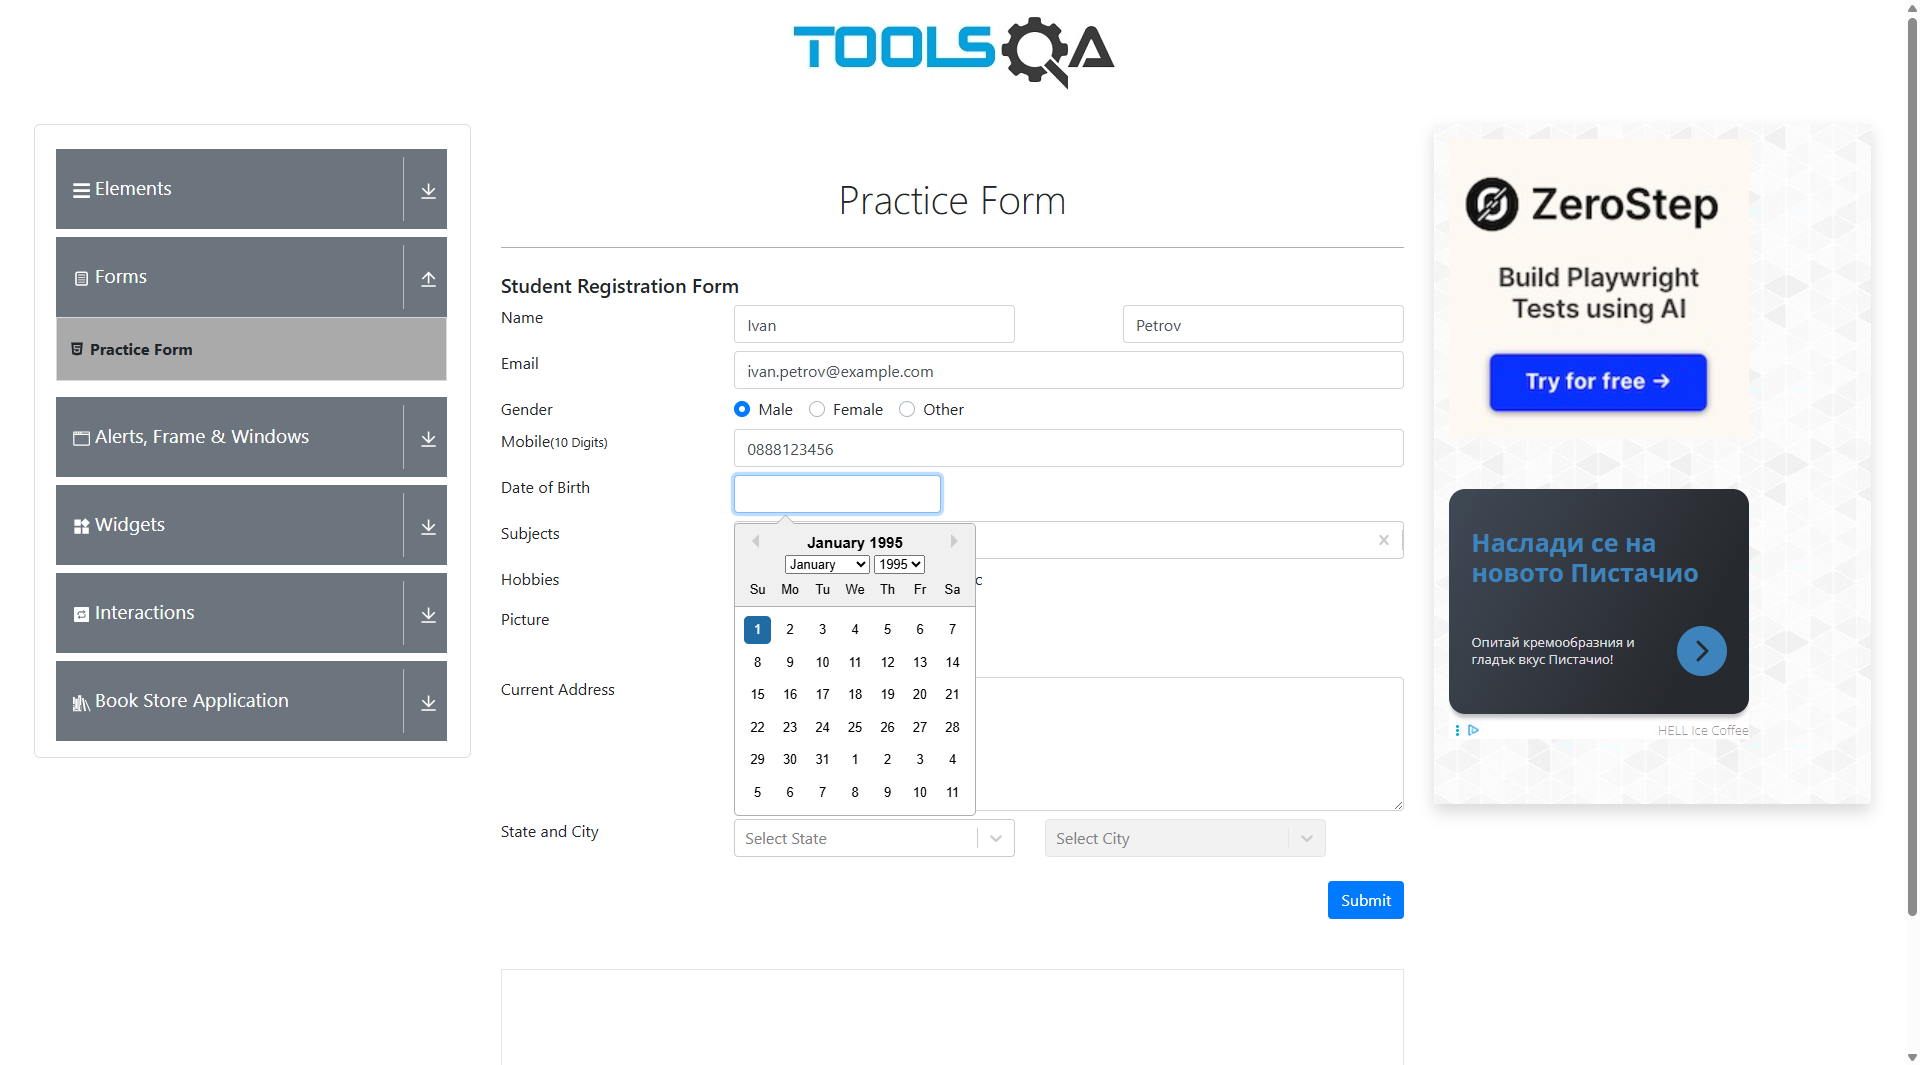 TOOLSQA
Elements
Forms
Practice Form
Alerts, Frame & Windows
Widgets
Interactions
Book Store Application
Practice Form
Student Registration Form
Name
Ivan
Petrov
Email
ivan.petrov@example.com
Gender
Male
Female
Other
Mobile(10 Digits)
0888123456
Date of Birth
Subjects
January 1995
January
1995
Su Mo Tu We Th Fr Sa
1 2 3 4 5 6 7
8 9 10 11 12 13 14
15 16 17 18 19 20 21
22 23 24 25 26 27 28
29 30 31 1 2 3 4
5 6 7 8 9 10 11
Hobbies
c
Picture
Current Address
State and City
Select State
Select City
Submit
ZeroStep
Build Playwright
Tests using AI
Try for free →
Наслади се на
новото Пистачио
Опитай кремообразния и
гладък вкус Пистачио!
HELL Ice Coffee